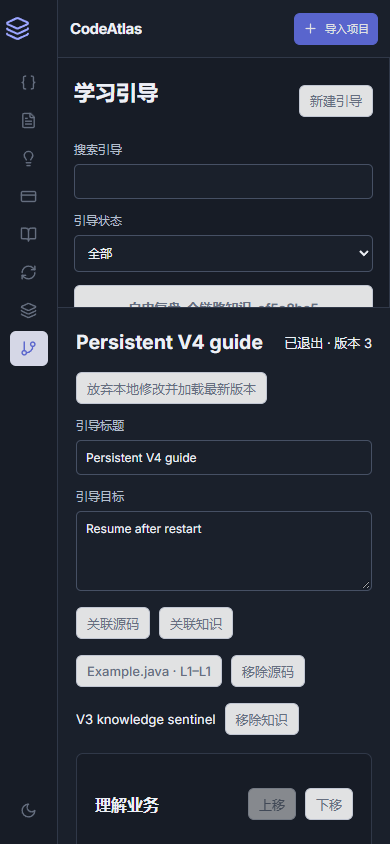 CodeAtlas
导入项目
学习引导
新建引导
搜索引导
引导状态
全部
Persistent V4 guide
已退出 · 版本 3
放弃本地修改并加载最新版本
引导标题
Persistent V4 guide
引导目标
Resume after restart
关联源码
关联知识
Example.java · L1–L1
移除源码
V3 knowledge sentinel
移除知识
理解业务
上移
下移